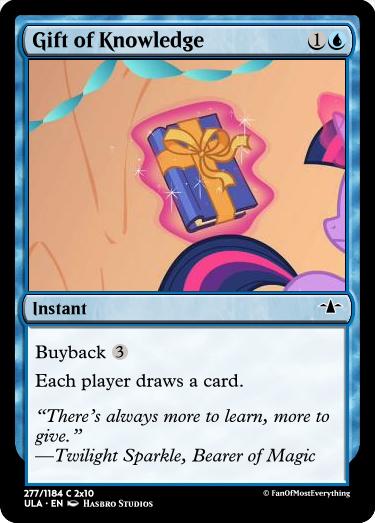 Gift of Knowledge 1
Instant
Buyback 3
Each player draws a card.
“There’s always more to learn, more to
give.”
—Twilight Sparkle, Bearer of Magic
277/1184 C 2x10
ULA • EN Hasbro Studios
© FanOfMostEverything